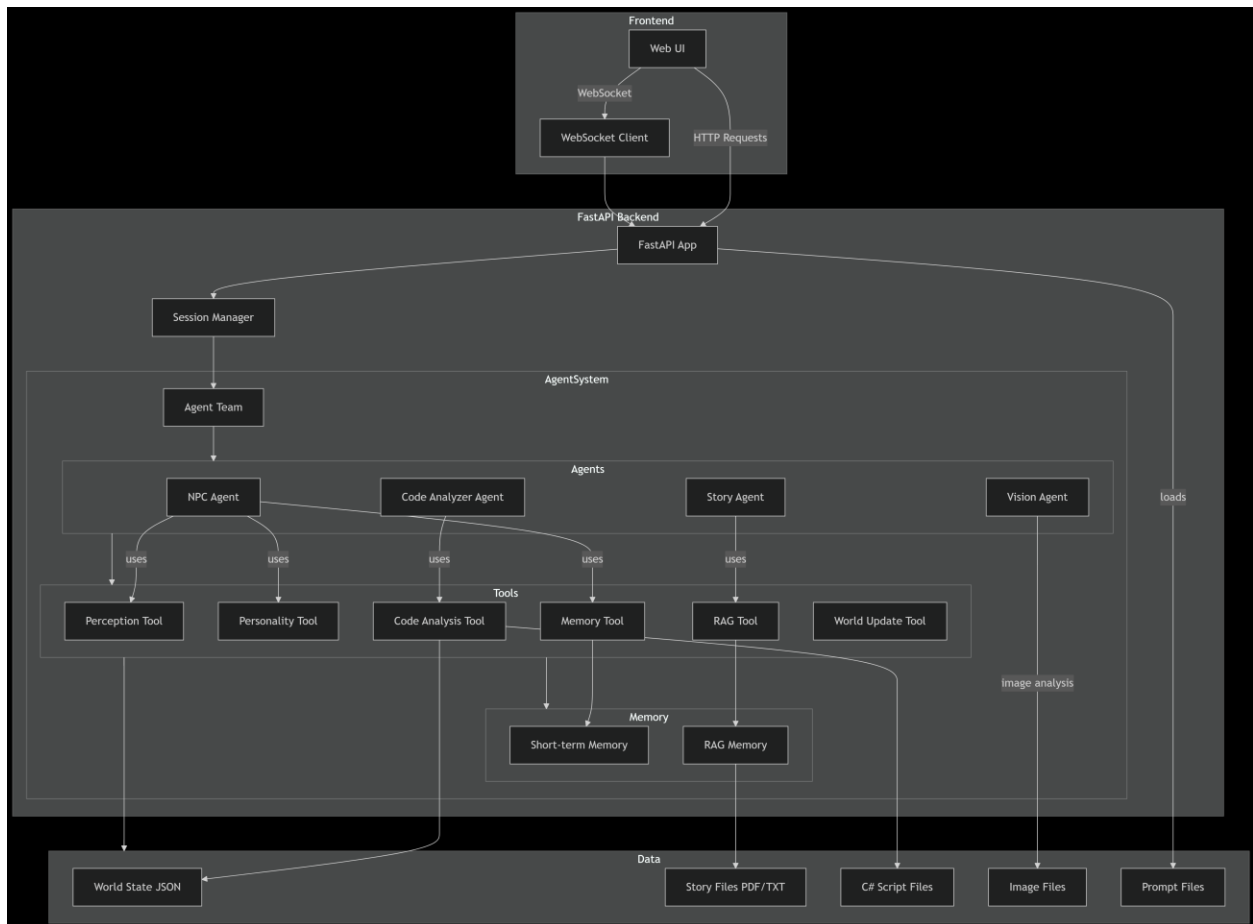 Frontend
Web UI
WebSocket
WebSocket Client
HTTP Requests
FastAPI Backend
FastAPI App
Session Manager
AgentSystem
Agent Team
Agents
NPC Agent
Code Analyzer Agent
Story Agent
Vision Agent
loads
uses
uses
uses
uses
uses
Tools
Perception Tool
Personality Tool
Code Analysis Tool
Memory Tool
RAG Tool
World Update Tool
image analysis
Memory
Short-term Memory
RAG Memory
Data
World State JSON
Story Files PDF/TXT
C# Script Files
Image Files
Prompt Files